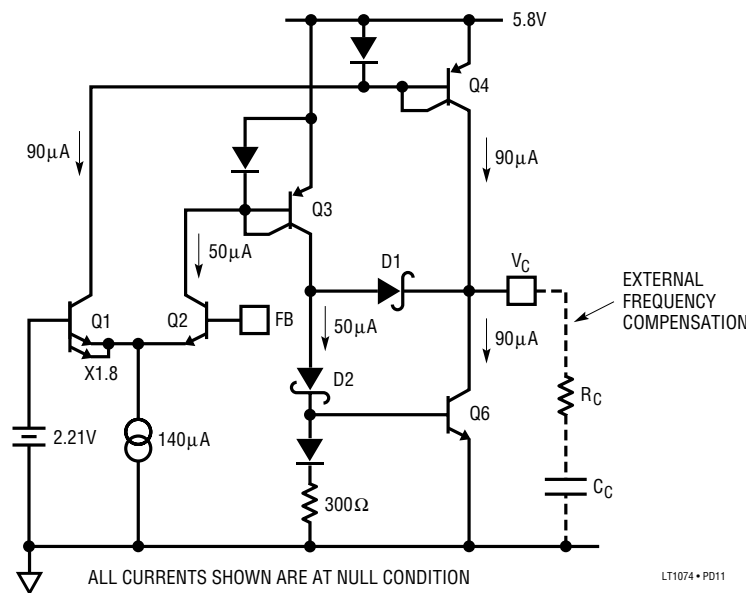 5.8V
Q4
90µA
90µA
Q3
50µA
D1
V_C
EXTERNAL
FREQUENCY
COMPENSATION
Q1
Q2
FB
50µA
90µA
X1.8
D2
Q6
R_C
2.21V
140µA
300Ω
C_C
ALL CURRENTS SHOWN ARE AT NULL CONDITION
LT1074 • PD11